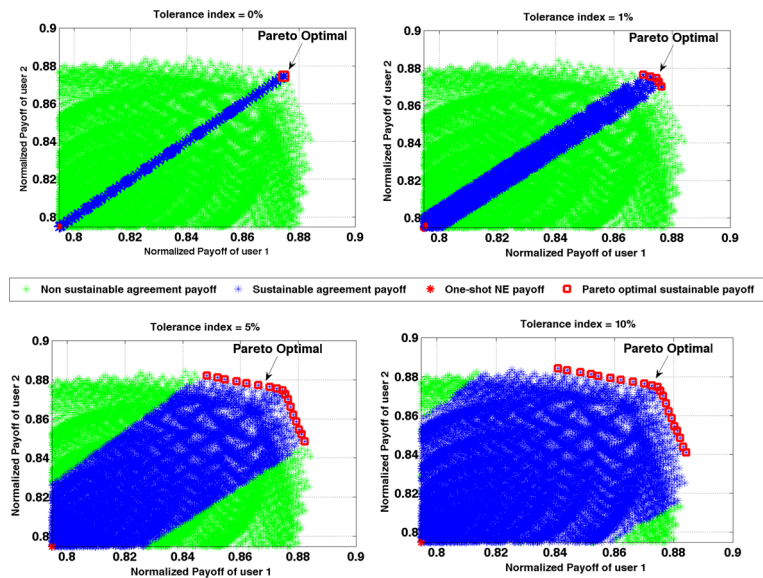 Tolerance index = 0%
Pareto Optimal
Normalized Payoff of user 2
0.9
0.88
0.86
0.84
0.82
0.8
0.8
0.82
0.84
0.86
0.88
0.9
Normalized Payoff of user 1
Tolerance index = 1%
Pareto Optimal
Normalized Payoff of user 2
0.9
0.88
0.86
0.84
0.82
0.8
0.8
0.82
0.84
0.86
0.88
0.9
Normalized Payoff of user 1
Non sustainable agreement payoff
Sustainable agreement payoff
One-shot NE payoff
Pareto optimal sustainable payoff
Tolerance index = 5%
Pareto Optimal
Normalized Payoff of user 2
0.9
0.88
0.86
0.84
0.82
0.8
0.8
0.82
0.84
0.86
0.88
0.9
Normalized Payoff of user 1
Tolerance index = 10%
Pareto Optimal
Normalized Payoff of user 2
0.9
0.88
0.86
0.84
0.82
0.8
0.8
0.82
0.84
0.86
0.88
0.9
Normalized Payoff of user 1